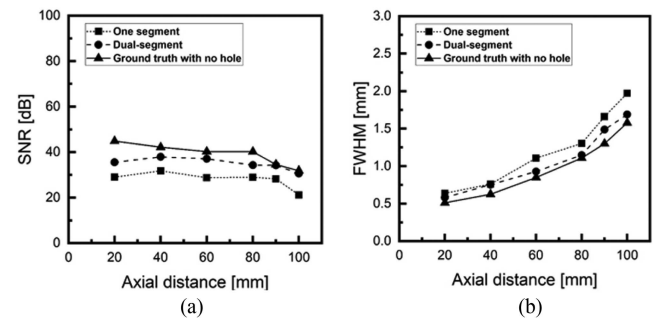 One segment
Dual-segment
Ground truth with no hole
SNR [dB]
100
80
60
40
20
0
0 20 40 60 80 100
Axial distance [mm]
(a)
One segment
Dual-segment
Ground truth with no hole
FWHM [mm]
3.0
2.5
2.0
1.5
1.0
0.5
0.0
0 20 40 60 80 100
Axial distance [mm]
(b)